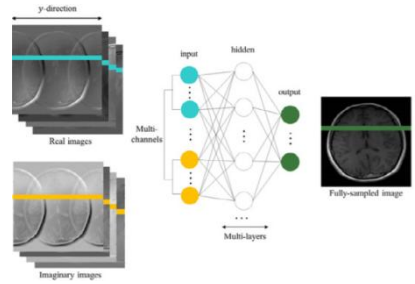 y-direction
Real images
Multi-
channels
Imaginary images
input
hidden
output
Multi-layers
Fully-sampled image